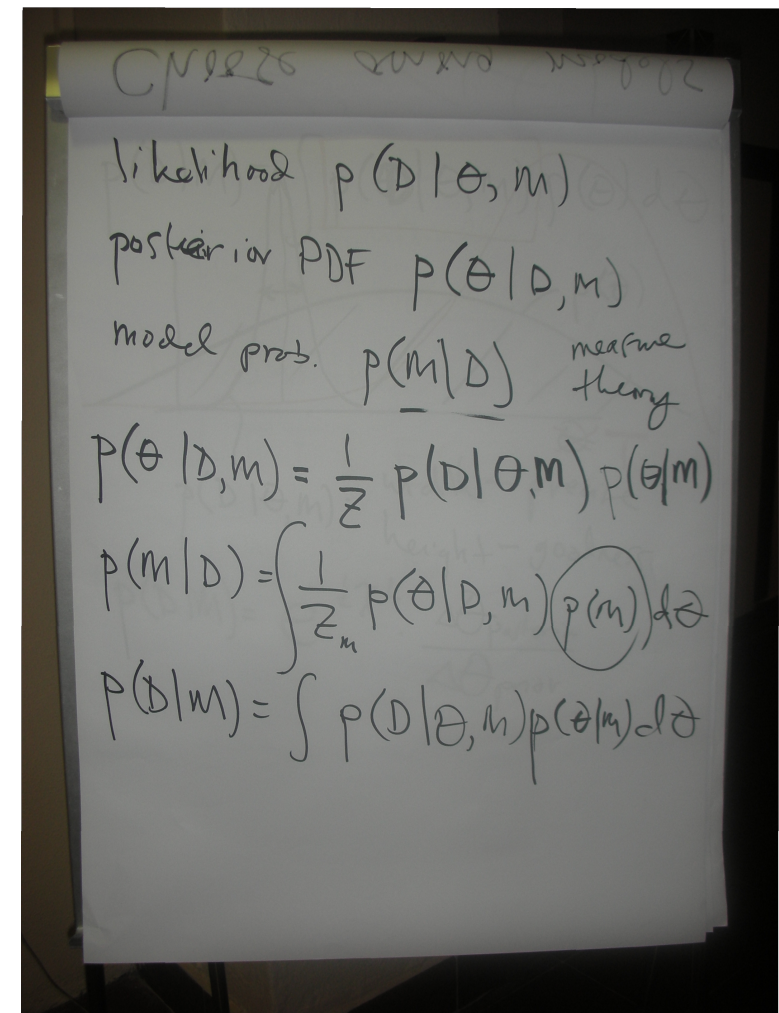 likelihood p(D|θ,m)
posterior PDF p(θ|D,m)
model prob. p(m|D) measure theory
p(θ|D,m) = 1/Z p(D|θ,m) p(θ|m)
p(m|D) = ∫ 1/Z_m p(θ|D,m) p(m) dθ
p(D|m) = ∫ p(D|θ,m) p(θ|m) dθ